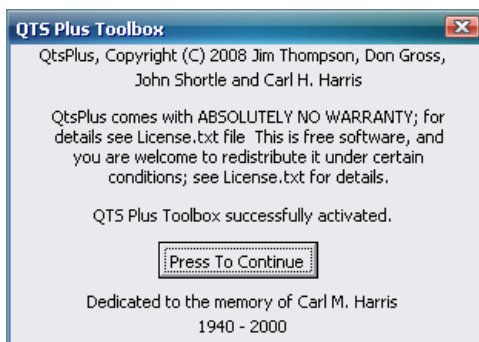 QTS Plus Toolbox
QtsPlus, Copyright (C) 2008 Jim Thompson, Don Gross,
John Shortle and Carl H. Harris
QtsPlus comes with ABSOLUTELY NO WARRANTY; for
details see License.txt file  This is free software, and
you are welcome to redistribute it under certain
conditions; see License.txt for details.
QTS Plus Toolbox successfully activated.
Press To Continue
Dedicated to the memory of Carl M. Harris
1940 - 2000